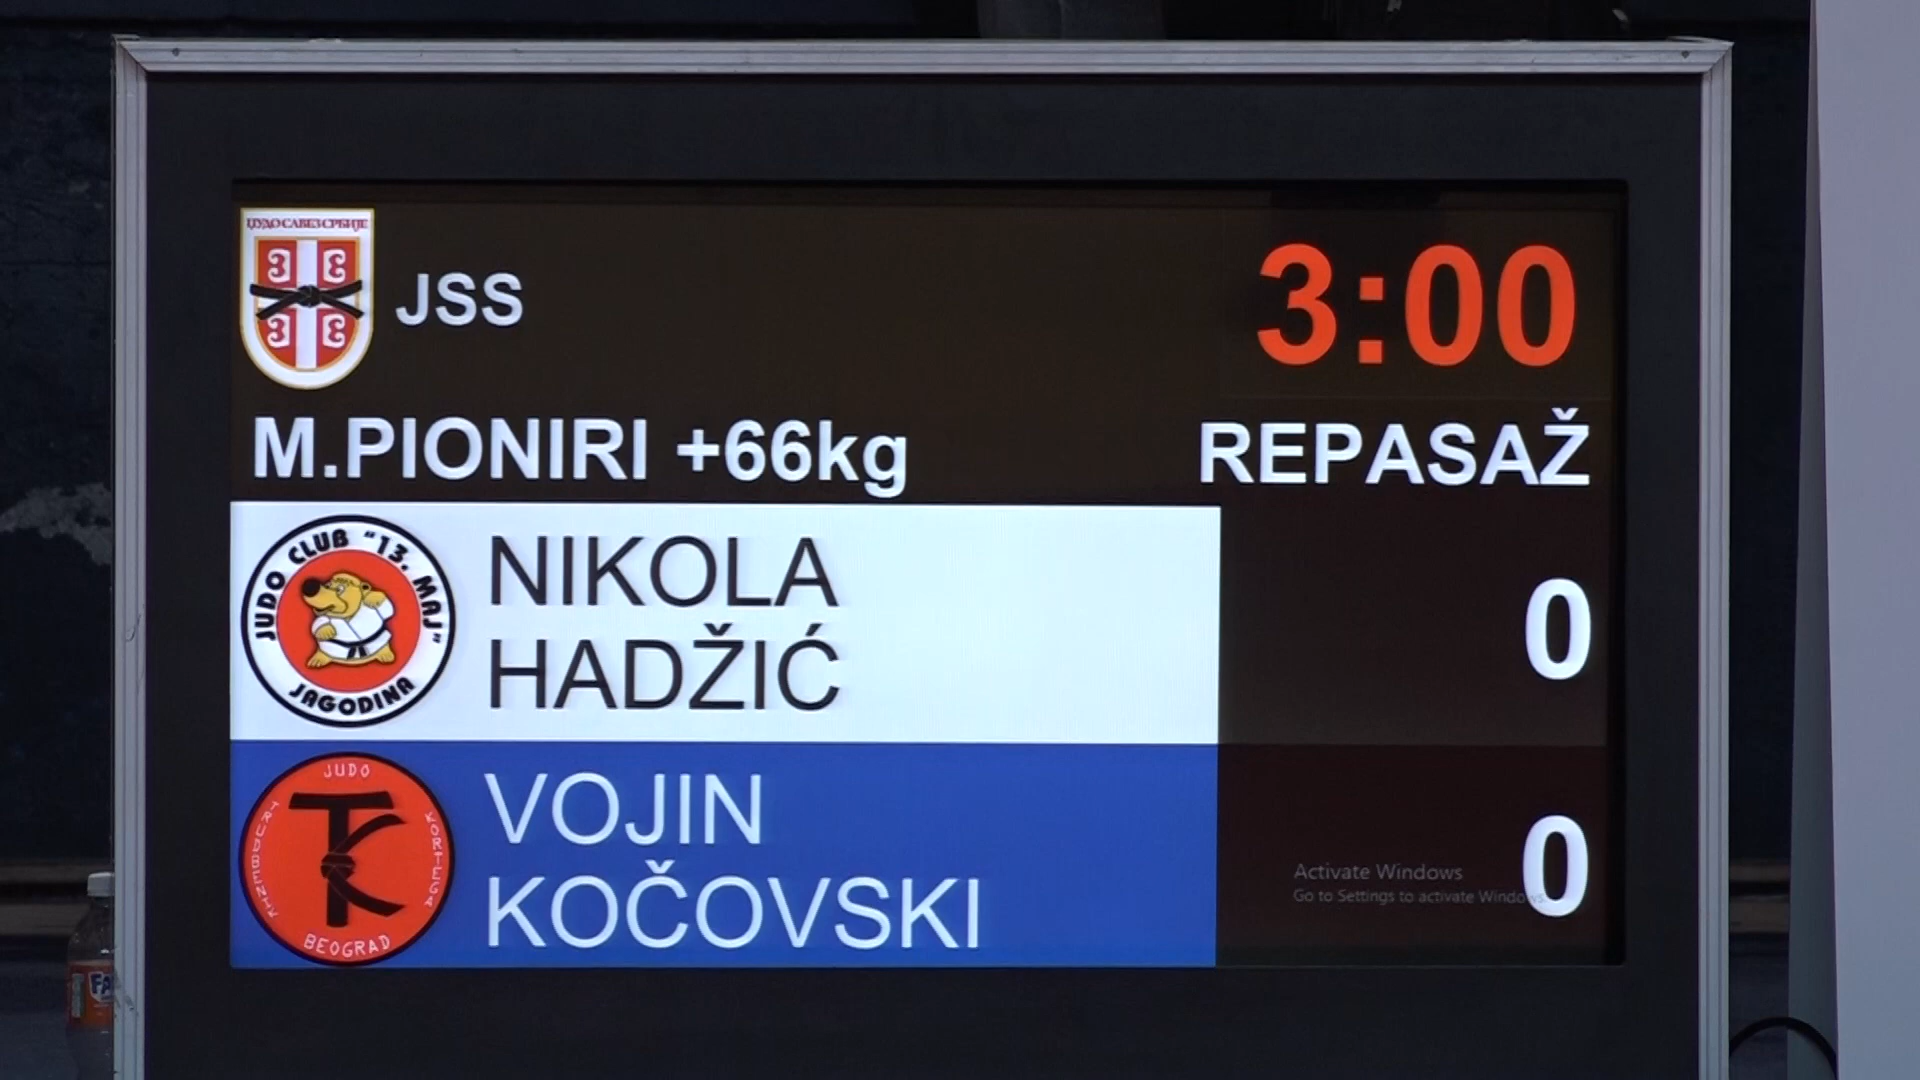 ЏУДО САВЕЗ СРБИЈЕ
JSS
3:00
M.PIONIRI +66kg
REPASAŽ
JUDO CLUB "13. MAJ"
JAGODINA
NIKOLA
HADŽIĆ
0
JUDO
TRUDBENIK
KORTEGA
BEOGRAD
VOJIN
KOČOVSKI
0
Activate Windows
Go to Settings to activate Windows.